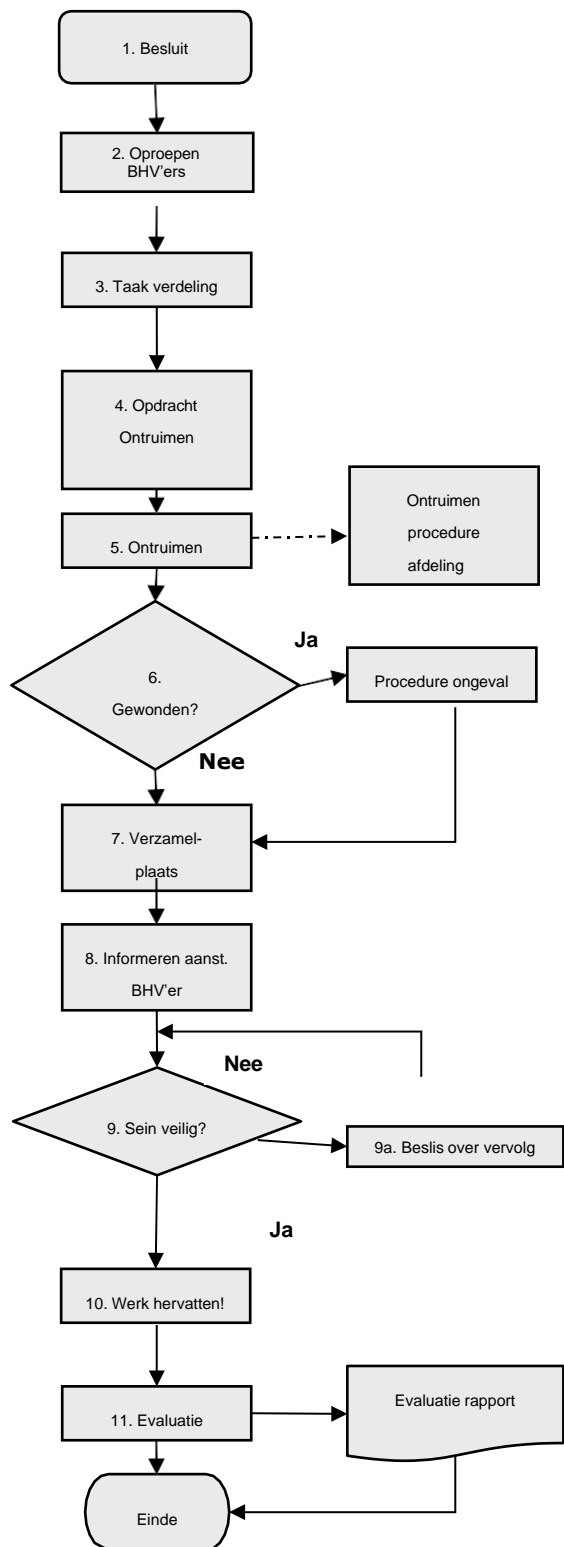 1. Besluit
2. Oproepen
BHV’ers
3. Taak verdeling
4. Opdracht
Ontruimen
5. Ontruimen
Ontruimen
procedure
afdeling
6.
Gewonden?
Ja
Procedure ongeval
Nee
7. Verzamel-
plaats
8. Informeren aanst.
BHV’er
Nee
9. Sein veilig?
9a. Beslis over vervolg
Ja
10. Werk hervatten!
11. Evaluatie
Evaluatie rapport
Einde